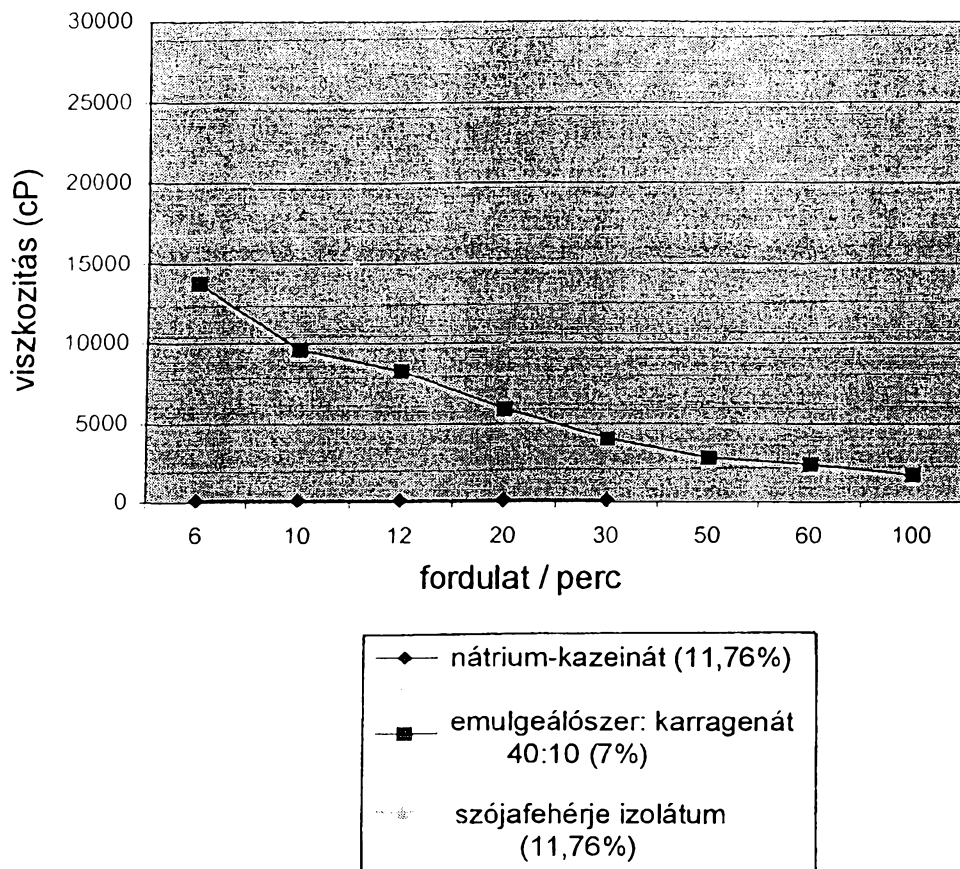 30000
25000
20000
15000
10000
5000
0
viszkozitás (cP)
6 10 12 20 30 50 60 100
fordulat / perc
nátrium-kazeinát (11,76%)
emulgeálószer: karragenát
40:10 (7%)
szójafehérje izolátum
(11,76%)